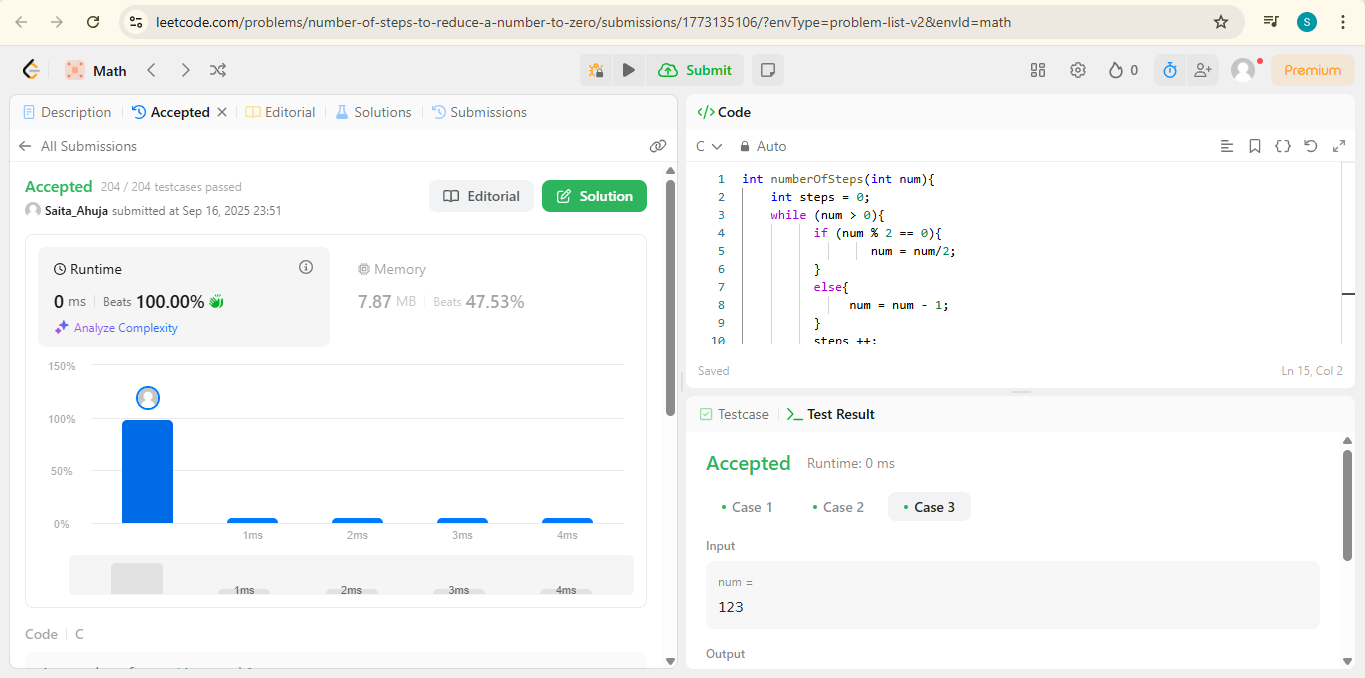 leetcode.com/problems/number-of-steps-to-reduce-a-number-to-zero/submissions/1773135106/?envType=problem-list-v2&envId=math
S
Math
Submit
0
Premium
Description
Accepted
Editorial
Solutions
Submissions
All Submissions
Accepted 204 / 204 testcases passed
Saita_Ahuja submitted at Sep 16, 2025 23:51
Editorial
Solution
Runtime
0 ms Beats 100.00%
Analyze Complexity
Memory
7.87 MB Beats 47.53%
150%
100%
50%
0%
1ms 2ms 3ms 4ms
1ms 2ms 3ms 4ms
Code C
Code
C Auto
1 int numberOfSteps(int num){
2 int steps = 0;
3 while (num > 0){
4 if (num % 2 == 0){
5 num = num/2;
6 }
7 else{
8 num = num - 1;
9 }
10 steps ++;
Saved Ln 15, Col 2
Testcase
Test Result
Accepted Runtime: 0 ms
Case 1 Case 2 Case 3
Input
num =
123
Output